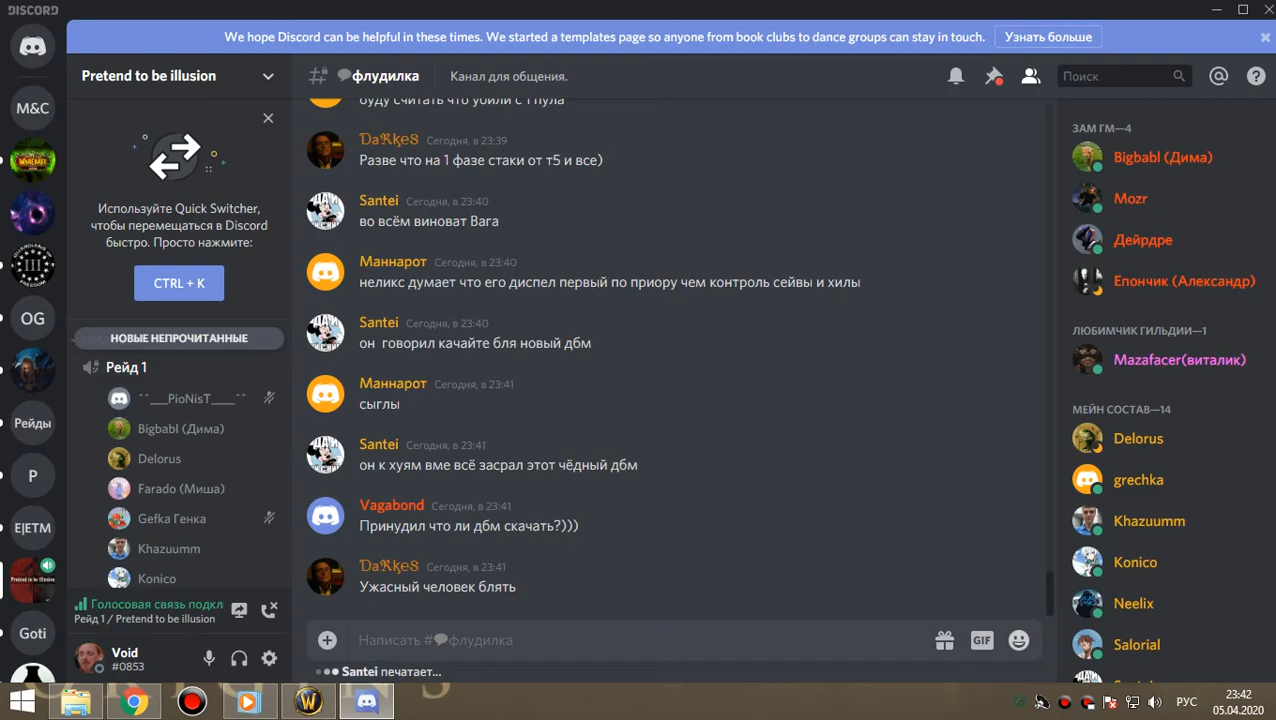 DISCORD
We hope Discord can be helpful in these times. We started a templates page so anyone from book clubs to dance groups can stay in touch.
Узнать больше
Pretend to be illusion
флудилка
Канал для общения.
Поиск
M&C
WARCRAFT
III
OG
Рейды
P
E|ETM
Pretend to be Illusion
Goti
Используйте Quick Switcher,
чтобы перемещаться в Discord
быстро. Просто нажмите:
CTRL + K
НОВЫЕ НЕПРОЧИТАННЫЕ
Рейд 1
^^___PioNisT____^^
Bigbabl (Дима)
Delorus
Farado (Миша)
Gefka Генка
Khazuumm
Konico
Голосовая связь подкл
Рейд 1 / Pretend to be illusion
Void
#0853
буду считать что убили с 1 пула
ƊaƦķeS Сегодня, в 23:39
Разве что на 1 фазе стаки от т5 и все)
Santei Сегодня, в 23:40
во всём виноват Вага
Маннарот Сегодня, в 23:40
неликс думает что его диспел первый по приору чем контроль сейвы и хилы
Santei Сегодня, в 23:40
он говорил качайте бля новый дбм
Маннарот Сегодня, в 23:41
сыглы
Santei Сегодня, в 23:41
он к хуям вме всё засрал этот чёдный дбм
Vagabond Сегодня, в 23:41
Принудил что ли дбм скачать?)))
ƊaƦķeS Сегодня, в 23:41
Ужасный человек блять
Написать #флудилка
GIF
Santei печатает...
ЗАМ ГМ—4
Bigbabl (Дима)
Mozr
Дейрдре
Епончик (Александр)
ЛЮБИМЧИК ГИЛЬДИИ—1
Mazafacer(виталик)
МЕЙН СОСТАВ—14
Delorus
grechka
Khazuumm
Konico
Neelix
Salorial
РУС
23:42
05.04.2020